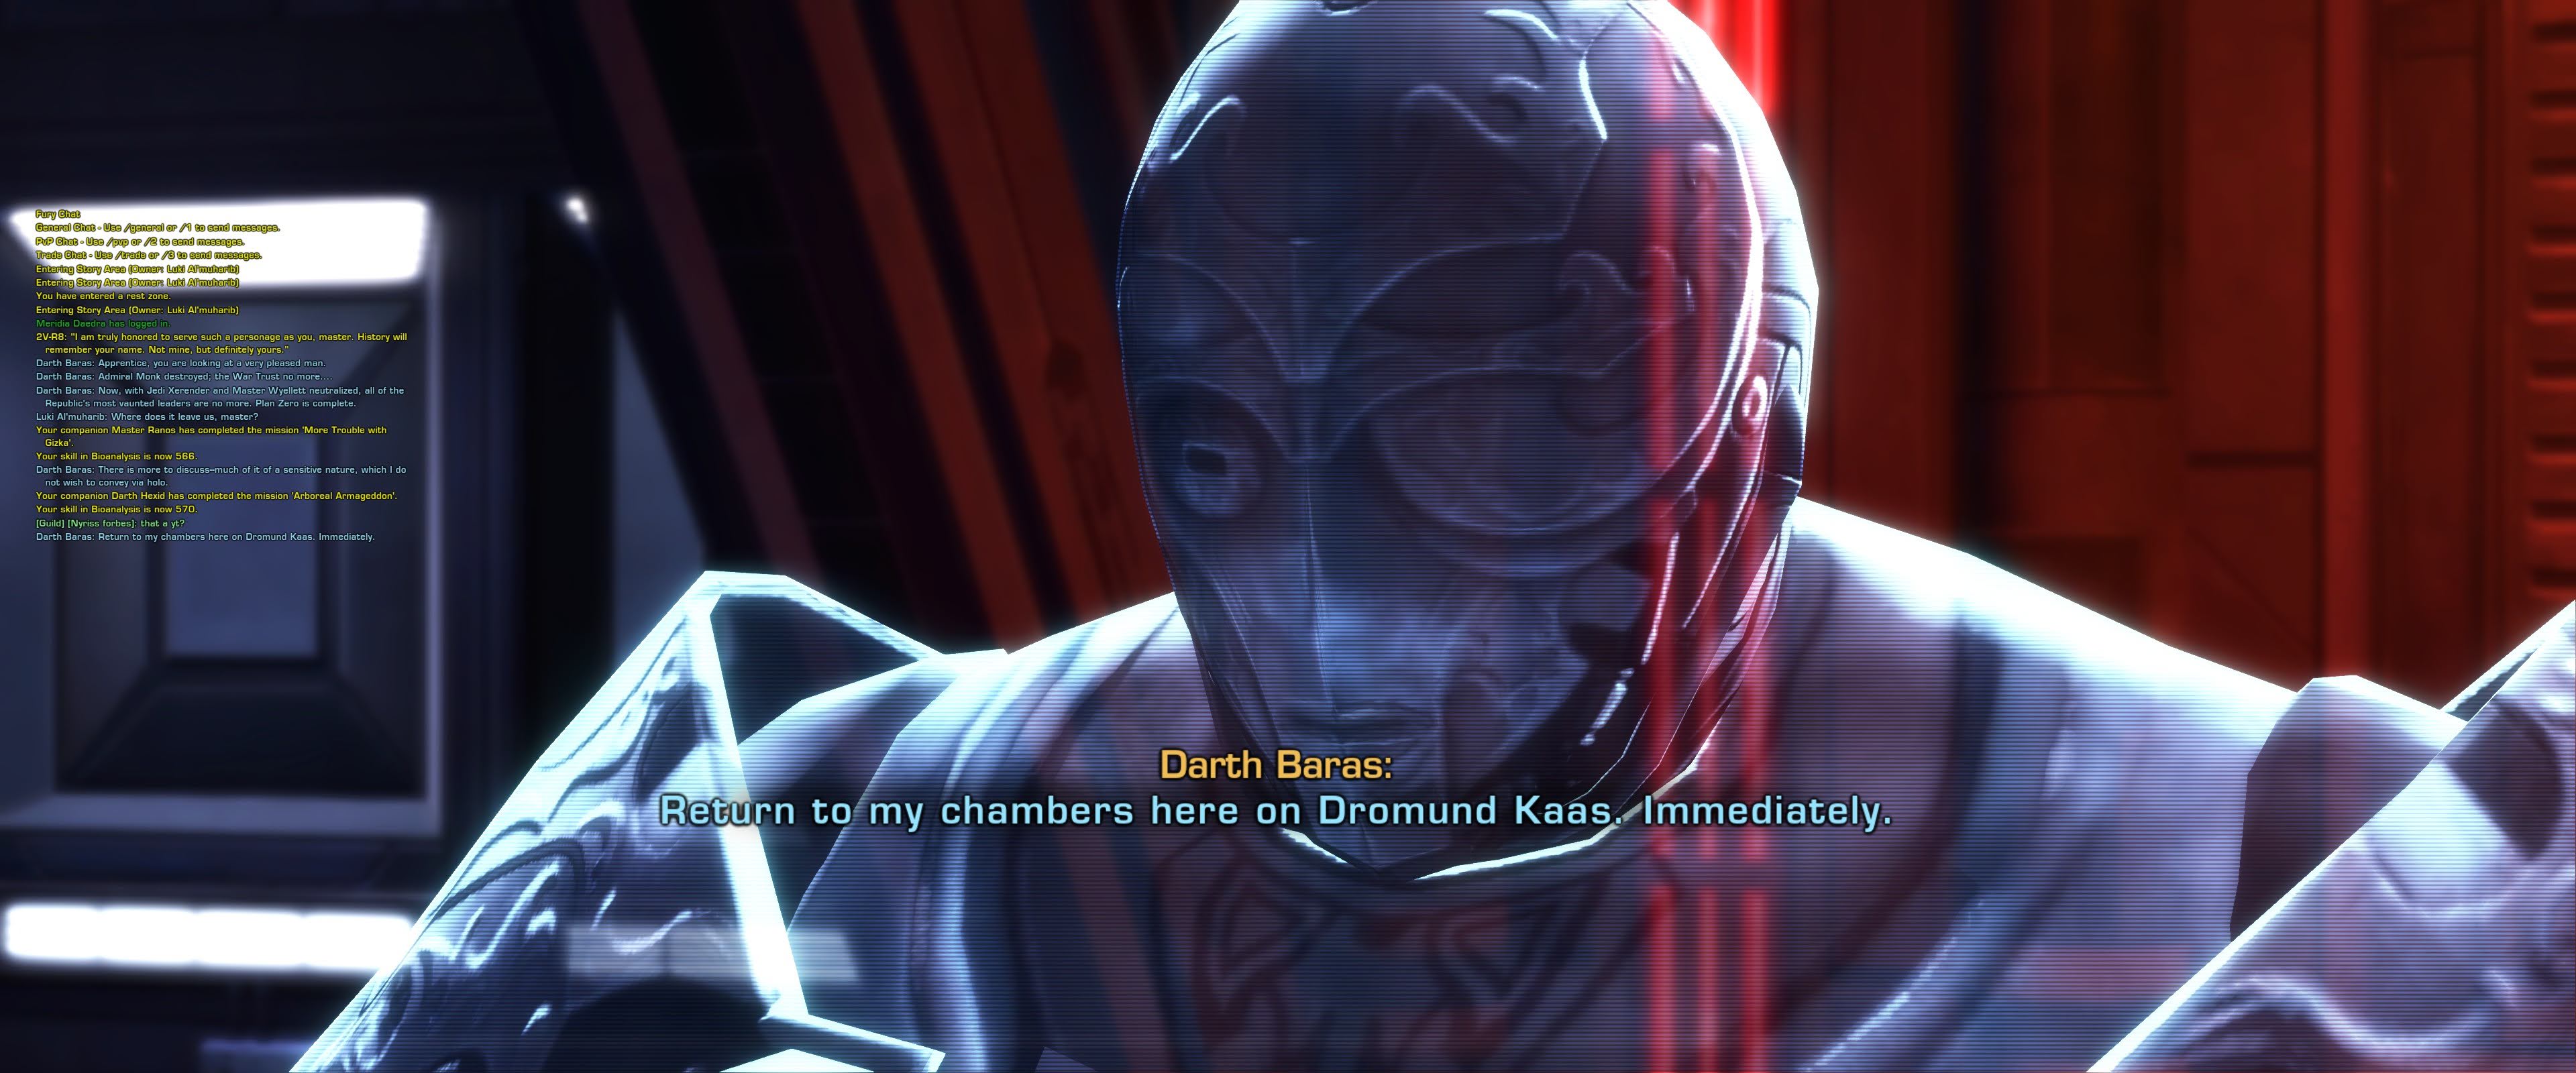 Fury Chat
General Chat - Use /general or /1 to send messages.
PvP Chat - Use /pvp or /2 to send messages.
Trade Chat - Use /trade or /3 to send messages.
Entering Story Area (Owner: Luki Al'muharib)
Entering Story Area (Owner: Luki Al'muharib)
You have entered a rest zone.
Entering Story Area (Owner: Luki Al'muharib)
Meridia Daedra has logged in.
2V-R8: "I am truly honored to serve such a personage as you, master. History will
remember your name. Not mine, but definitely yours."
Darth Baras: Apprentice, you are looking at a very pleased man.
Darth Baras: Admiral Monk destroyed; the War Trust no more....
Darth Baras: Now, with Jedi Xerender and Master Wyellett neutralized, all of the
Republic's most vaunted leaders are no more. Plan Zero is complete.
Luki Al'muharib: Where does it leave us, master?
Your companion Master Ranos has completed the mission 'More Trouble with
Gizka'.
Your skill in Bioanalysis is now 566.
Darth Baras: There is more to discuss–much of it of a sensitive nature, which I do
not wish to convey via holo.
Your companion Darth Hexid has completed the mission 'Arboreal Armageddon'.
Your skill in Bioanalysis is now 570.
[Guild] [Nyriss forbes]: that a yt?
Darth Baras: Return to my chambers here on Dromund Kaas. Immediately.
Darth Baras:
Return to my chambers here on Dromund Kaas. Immediately.